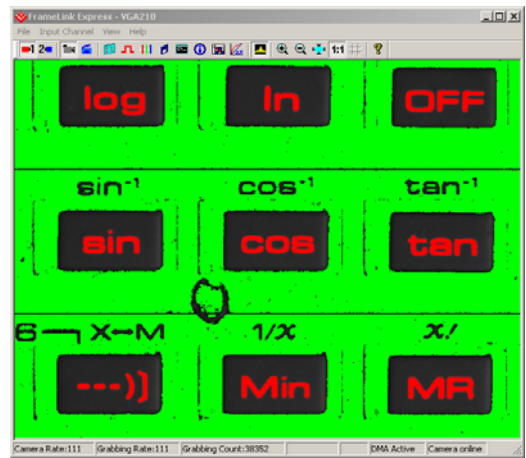 FrameLink Express - VGA210
File Input Channel View Help
1 2 1:1 ?
log ln OFF
sin⁻¹ cos⁻¹ tan⁻¹
sin cos tan
6 X↔M 1/x x!
---)] Min MR
Camera Rate:111 Grabbing Rate:111 Grabbing Count:38352 DMA Active Camera online